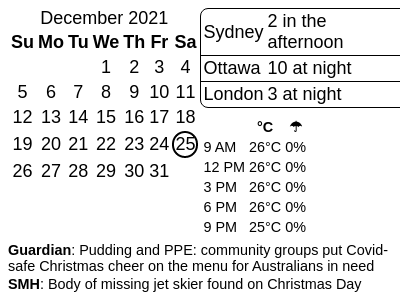 December 2021
Su Mo Tu We Th Fr Sa
1 2 3 4
5 6 7 8 9 10 11
12 13 14 15 16 17 18
19 20 21 22 23 24 25
26 27 28 29 30 31
Sydney 2 in the
afternoon
Ottawa 10 at night
London 3 at night
°C ☂
9 AM 26°C 0%
12 PM 26°C 0%
3 PM 26°C 0%
6 PM 26°C 0%
9 PM 25°C 0%
Guardian: Pudding and PPE: community groups put Covid-
safe Christmas cheer on the menu for Australians in need
SMH: Body of missing jet skier found on Christmas Day